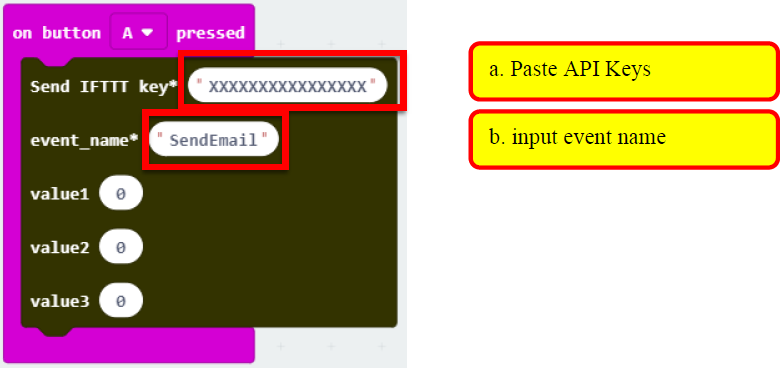 on button A pressed
Send IFTTT key* "XXXXXXXXXXXXXXXX"
a. Paste API Keys
event_name* "SendEmail"
b. input event name
value1 0
value2 0
value3 0